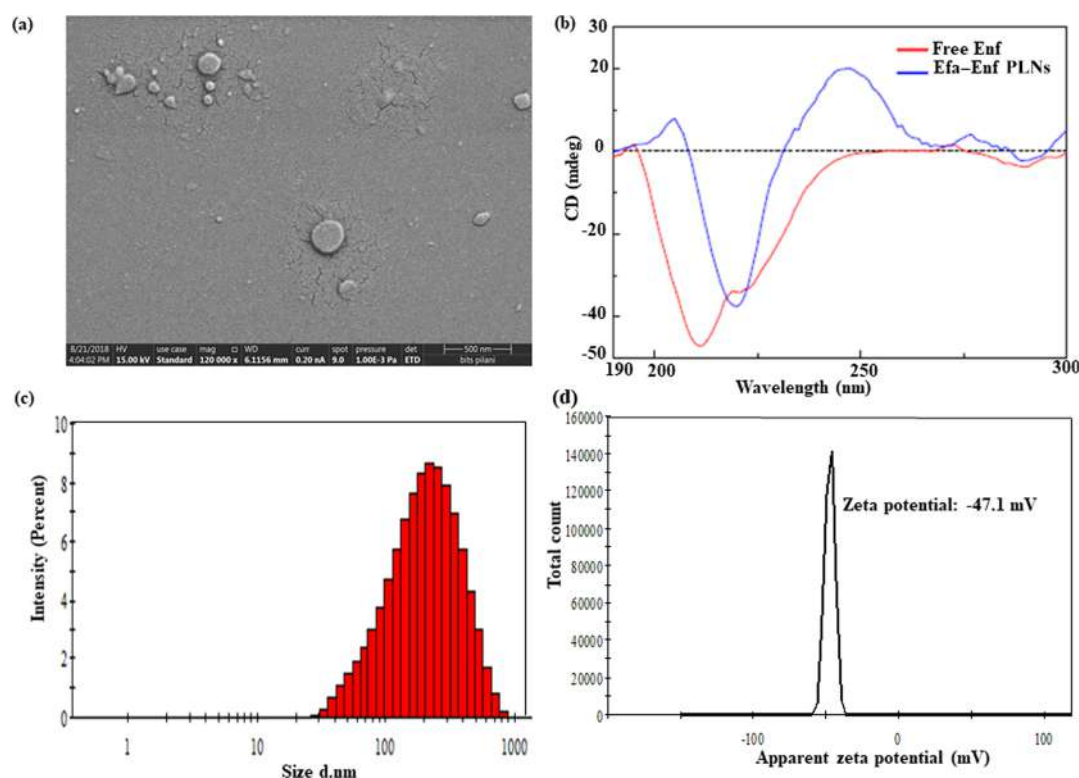 (a)
8/21/2018 HV use case mag □ WD curr spot pressure det 500 nm
4:04:02 PM 15.00 kV Standard 120 000 x 6.1156 mm 0.20 nA 9.0 1.00E-3 Pa ETD bits pilani
(b)
30
20
0
-20
-40
-50
CD (mdeg)
Free Enf
Efa–Enf PLNs
190 200 250 300
Wavelength (nm)
(c)
10
8
6
4
2
0
Intensity (Percent)
1 10 100 1000
Size d.nm
(d)
160000
140000
120000
100000
80000
60000
40000
20000
0
Total count
Zeta potential: -47.1 mV
-100 0 100
Apparent zeta potential (mV)